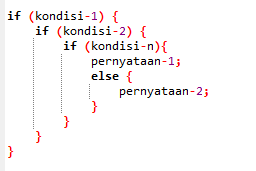 if (kondisi-1) {
if (kondisi-2) {
if (kondisi-n){
pernyataan-1;
else {
pernyataan-2;
}
}
}
}